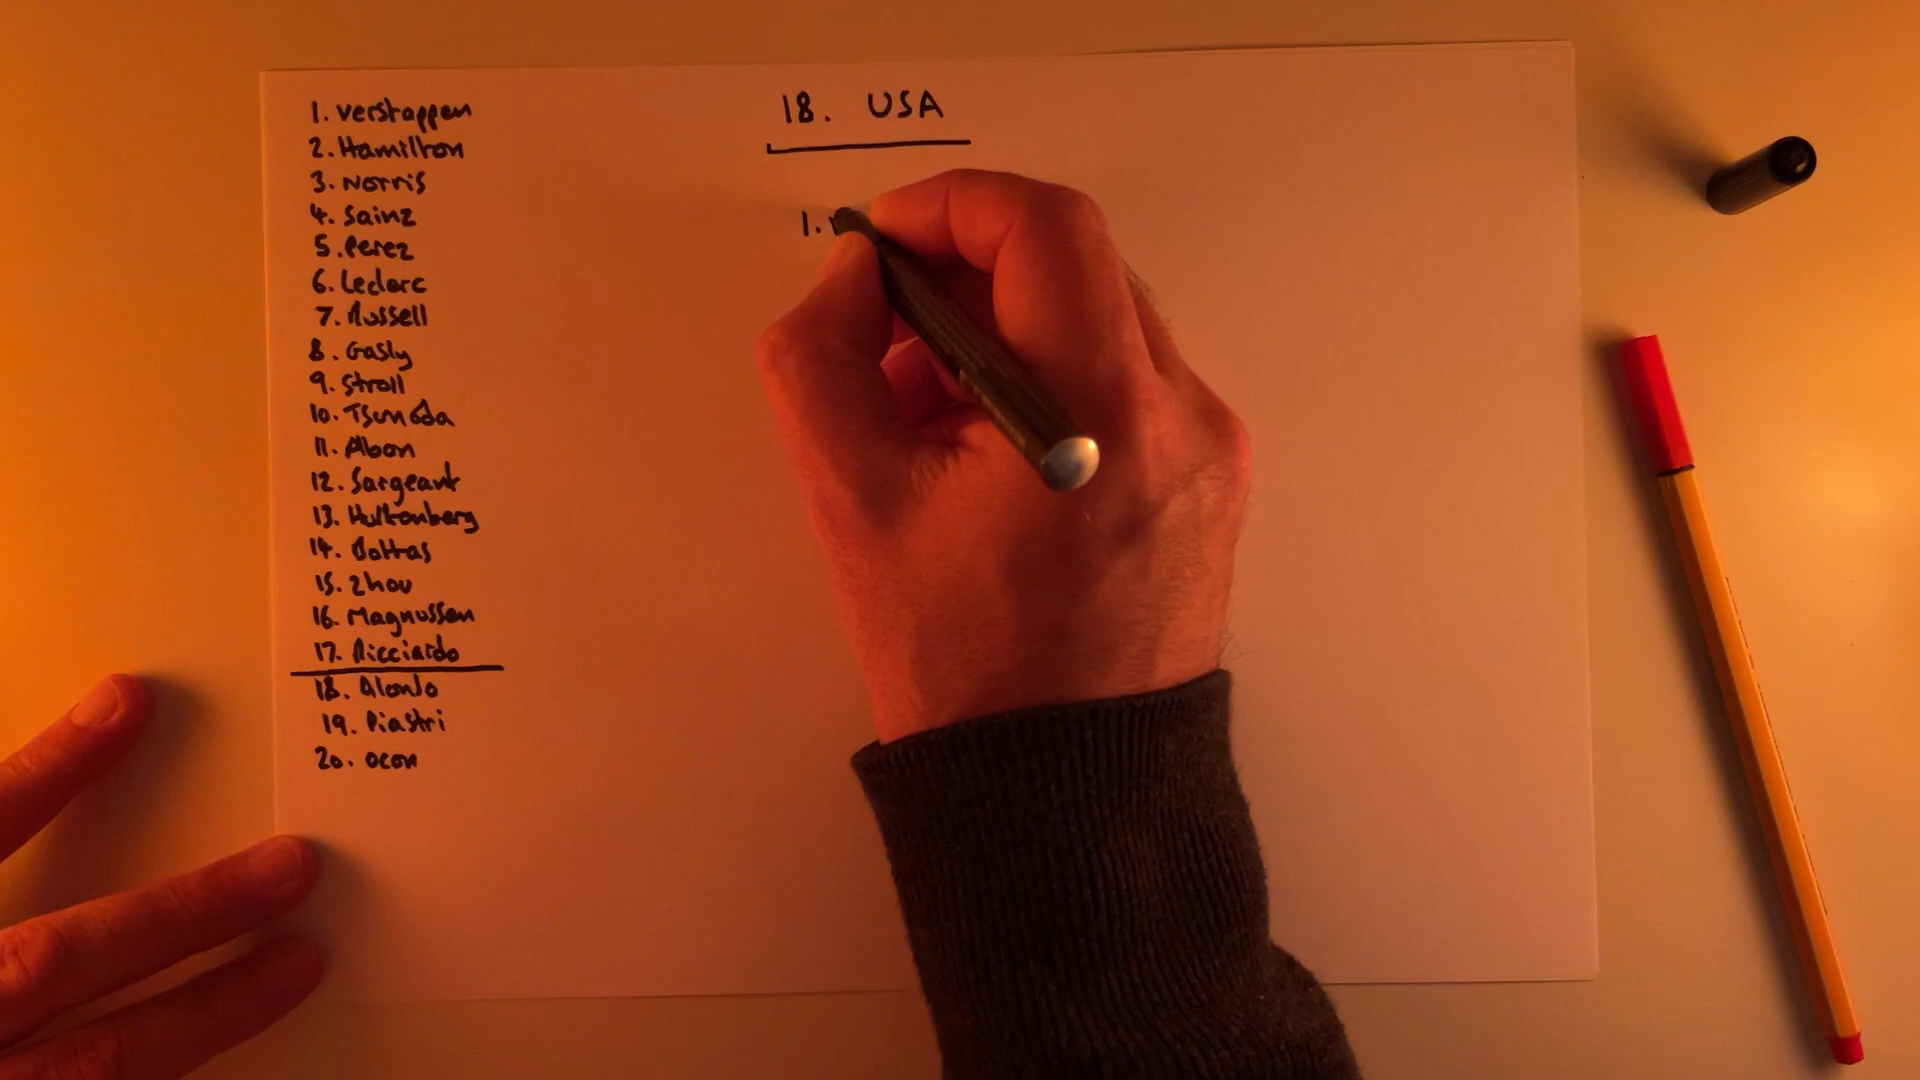 1. Verstappen
2. Hamilton
3. Norris
4. Sainz
5. Perez
6. Leclerc
7. Russell
8. Gasly
9. Stroll
10. Tsunoda
11. Albon
12. Sargeant
13. Hulkenberg
14. Bottas
15. Zhou
16. Magnussen
17. Ricciardo
18. Alonso
19. Piastri
20. Ocon
18. USA
1.